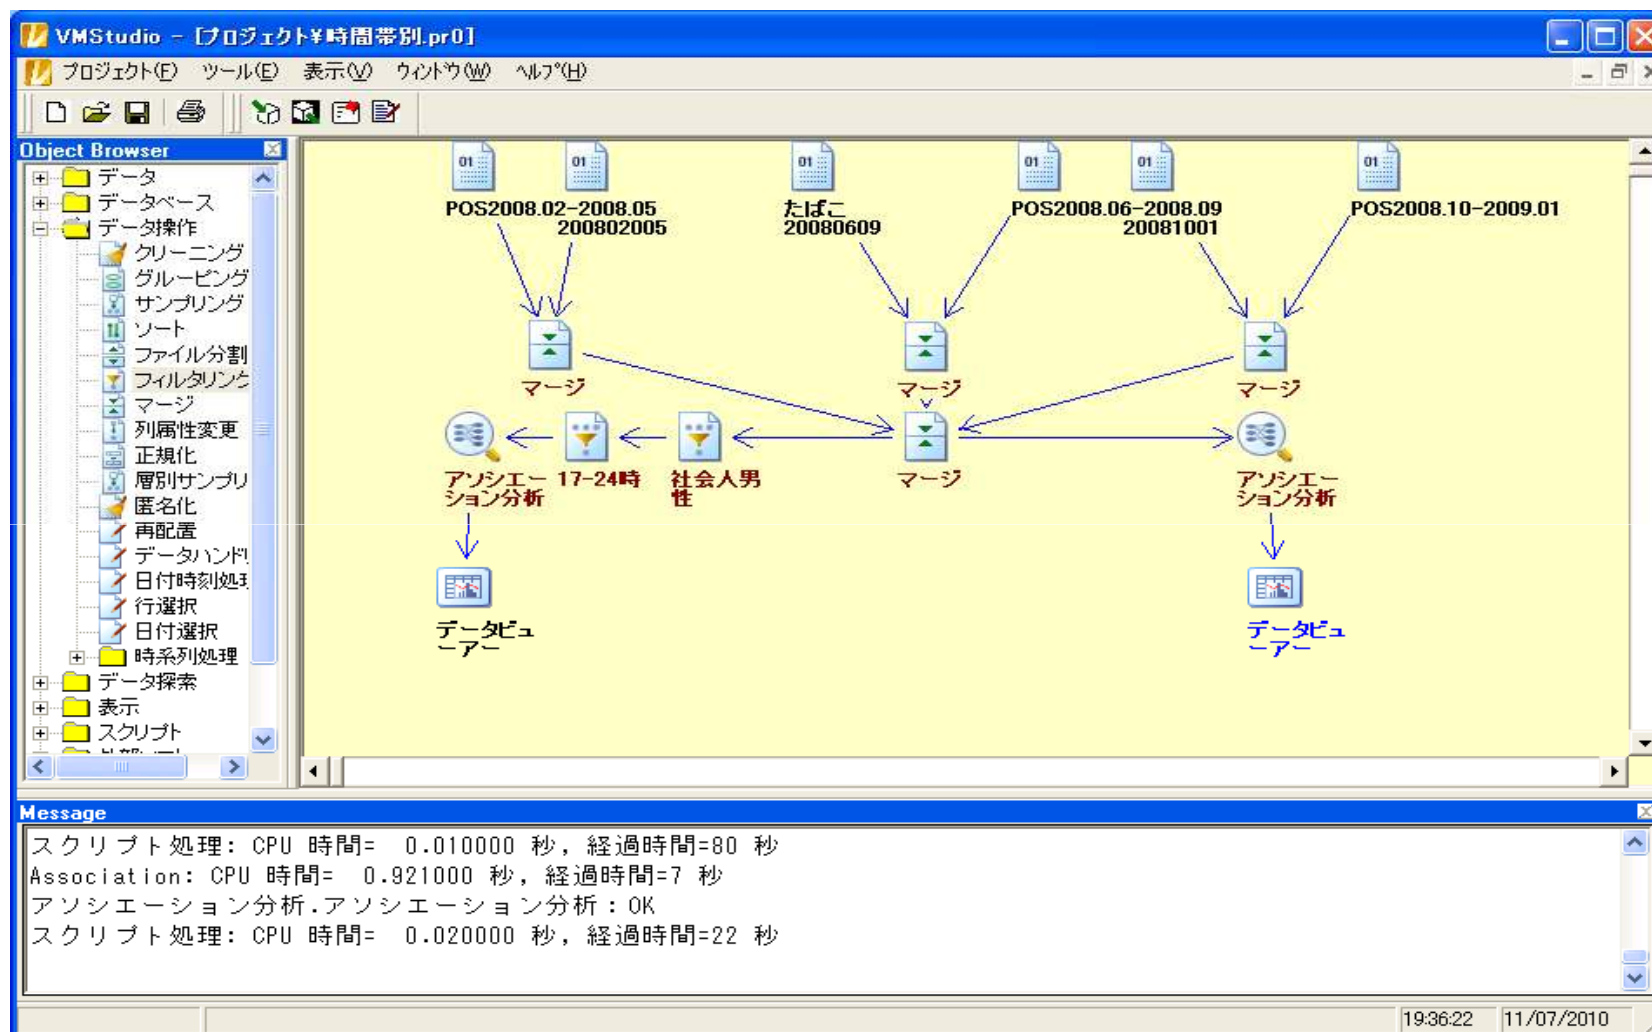 VMStudio - [プロジェクト¥時間帯別.pr0]
プロジェクト(F) ツール(E) 表示(V) ウィンドウ(W) ヘルプ(H)
Object Browser
データ
データベース
データ操作
クリーニング
グルーピング
サンプリング
ソート
ファイル分割
フィルタリング
マージ
列属性変更
正規化
層別サンプリ
匿名化
再配置
データハンド
日付時刻処理
行選択
日付選択
時系列処理
データ探索
表示
スクリプト
01 01 01 01 01 01
POS2008.02-2008.05
200802005
たばこ
20080609
POS2008.06-2008.09
20081001
POS2008.10-2009.01
マージ
マージ
マージ
アソシエー
ション分析
17-24時
社会人男
性
マージ
アソシエー
ション分析
データビュ
ーアー
データビュ
ーアー
Message
スクリプト処理: CPU 時間= 0.010000 秒, 経過時間=80 秒
Association: CPU 時間= 0.921000 秒, 経過時間=7 秒
アソシエーション分析.アソシエーション分析:OK
スクリプト処理: CPU 時間= 0.020000 秒, 経過時間=22 秒
19:36:22 11/07/2010